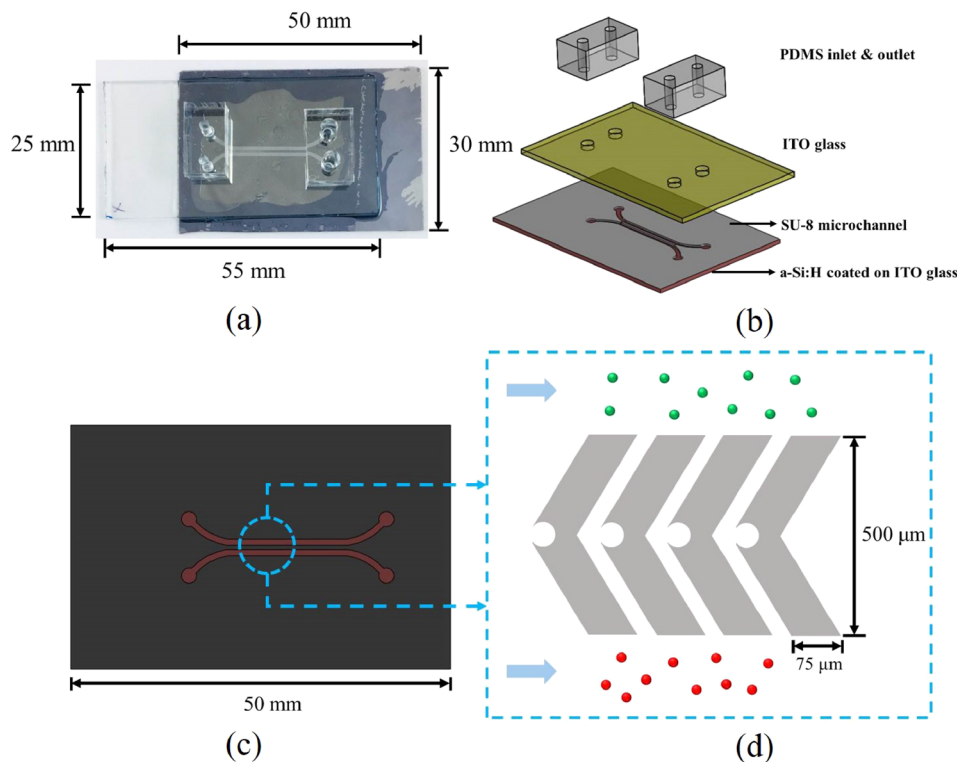 50 mm
25 mm
30 mm
55 mm
(a)
PDMS inlet & outlet
ITO glass
SU-8 microchannel
a-Si:H coated on ITO glass
(b)
50 mm
(c)
500 μm
75 μm
(d)